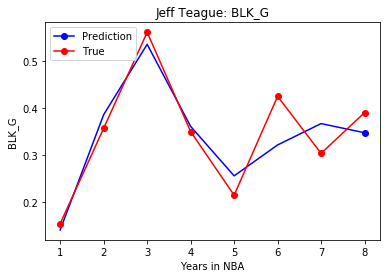 Jeff Teague: BLK_G
Prediction
True
0.5
0.4
0.3
0.2
BLK_G
1 2 3 4 5 6 7 8
Years in NBA